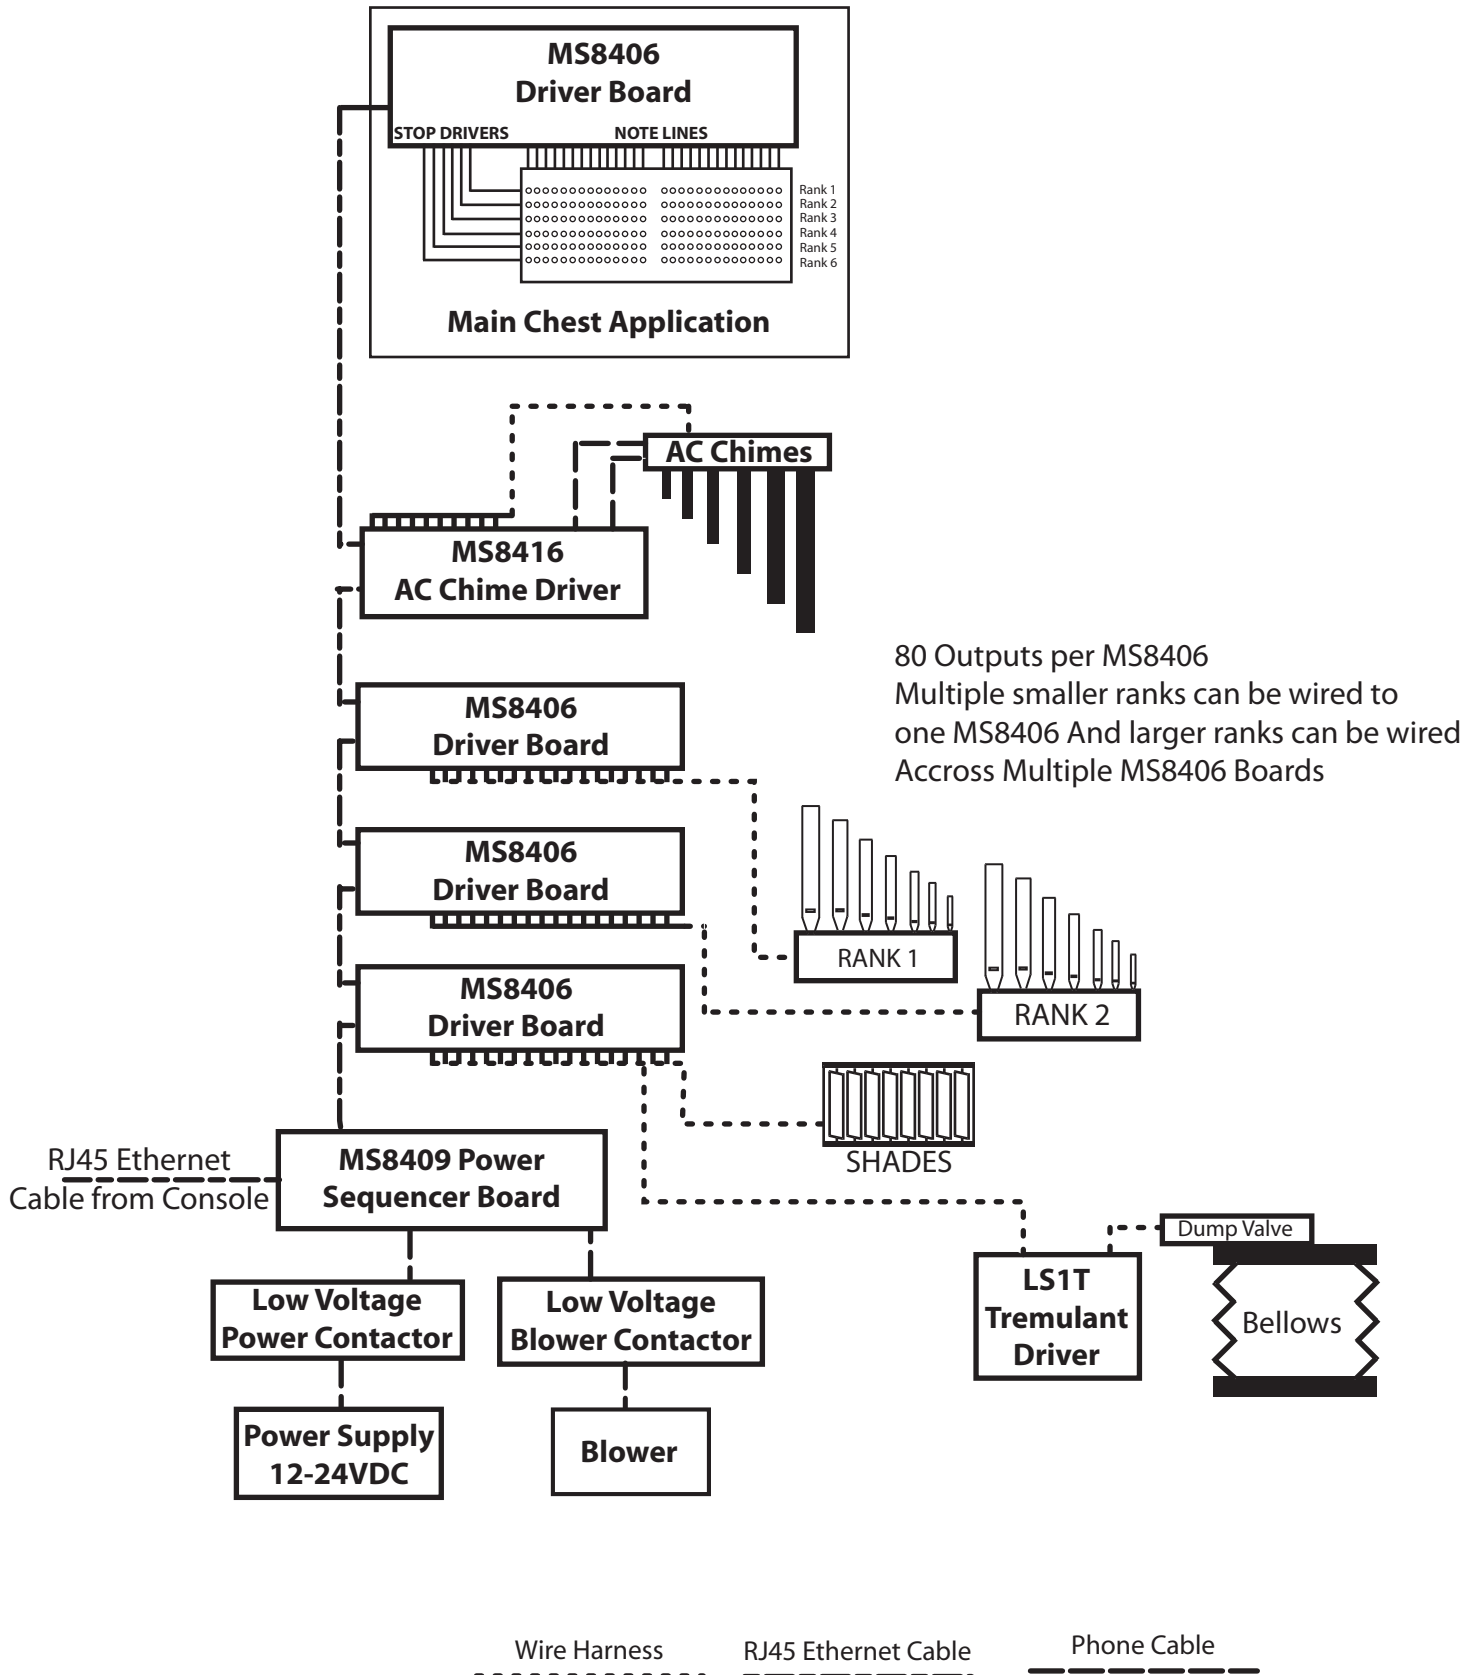 MS8406
Driver Board
STOP DRIVERS
NOTE LINES
Rank 1
Rank 2
Rank 3
Rank 4
Rank 5
Rank 6
Main Chest Application
AC Chimes
MS8416
AC Chime Driver
80 Outputs per MS8406
Multiple smaller ranks can be wired to
one MS8406 And larger ranks can be wired
Accross Multiple MS8406 Boards
MS8406
Driver Board
MS8406
Driver Board
RANK 1
MS8406
Driver Board
RANK 2
SHADES
RJ45 Ethernet
Cable from Console
MS8409 Power
Sequencer Board
Dump Valve
LS1T
Tremulant
Driver
Bellows
Low Voltage
Power Contactor
Low Voltage
Blower Contactor
Power Supply
12-24VDC
Blower
Wire Harness
RJ45 Ethernet Cable
Phone Cable